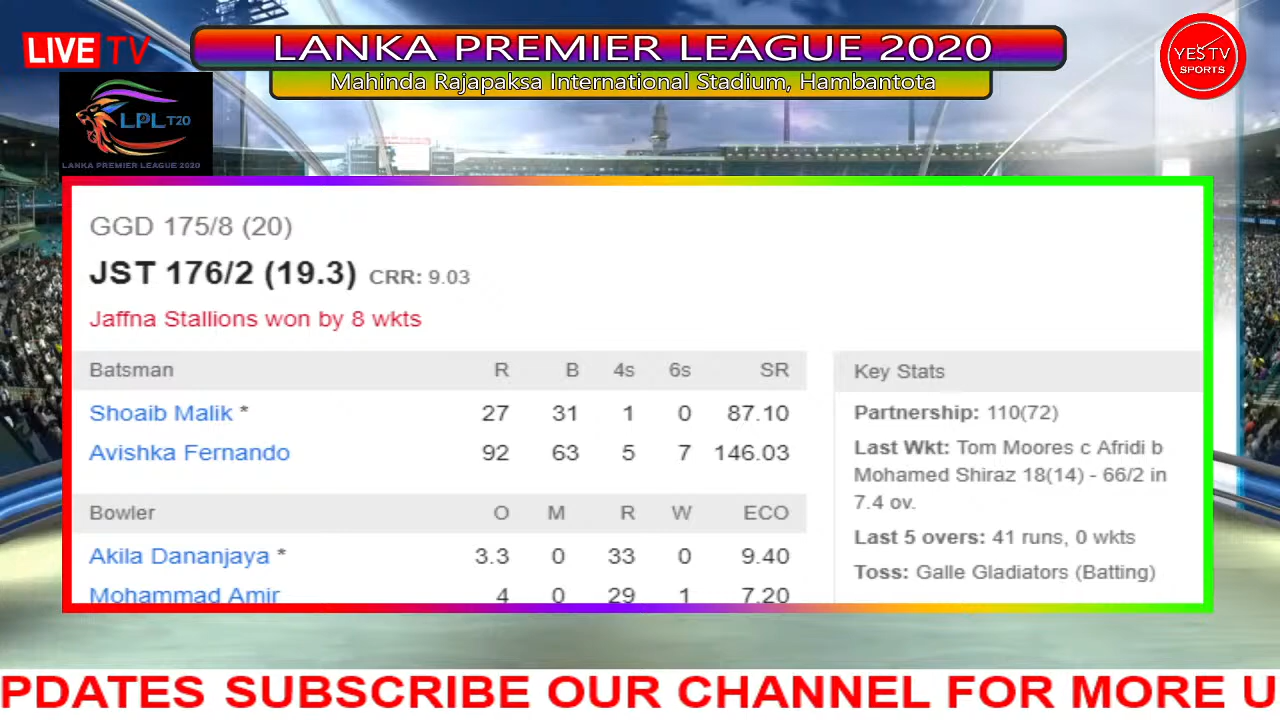 LIVE TV
LANKA PREMIER LEAGUE 2020
YES TV
SPORTS
Mahinda Rajapaksa International Stadium, Hambantota
LPL T20
LANKA PREMIER LEAGUE 2020
GGD 175/8 (20)
JST 176/2 (19.3) CRR: 9.03
Jaffna Stallions won by 8 wkts
Batsman R B 4s 6s SR
Shoaib Malik * 27 31 1 0 87.10
Avishka Fernando 92 63 5 7 146.03
Bowler O M R W ECO
Akila Dananjaya * 3.3 0 33 0 9.40
Mohammad Amir 4 0 29 1 7.20
Key Stats
Partnership: 110(72)
Last Wkt: Tom Moores c Afridi b
Mohamed Shiraz 18(14) - 66/2 in
7.4 ov.
Last 5 overs: 41 runs, 0 wkts
Toss: Galle Gladiators (Batting)
PDATES SUBSCRIBE OUR CHANNEL FOR MORE U